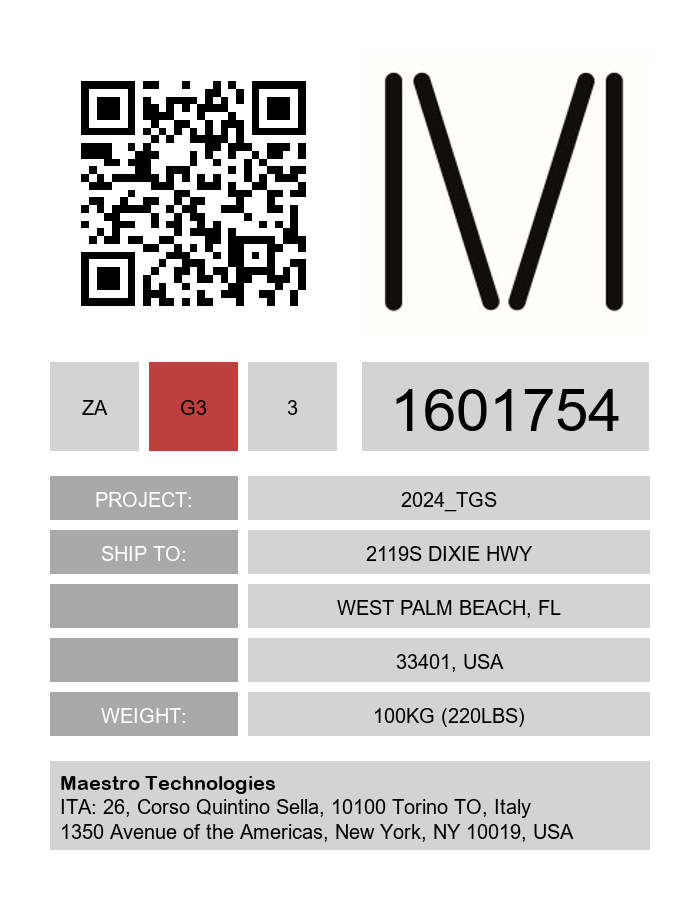 M
ZA G3 3 1601754
PROJECT: 2024_TGS
SHIP TO: 2119S DIXIE HWY
WEST PALM BEACH, FL
33401, USA
WEIGHT: 100KG (220LBS)
Maestro Technologies
ITA: 26, Corso Quintino Sella, 10100 Torino TO, Italy
1350 Avenue of the Americas, New York, NY 10019, USA